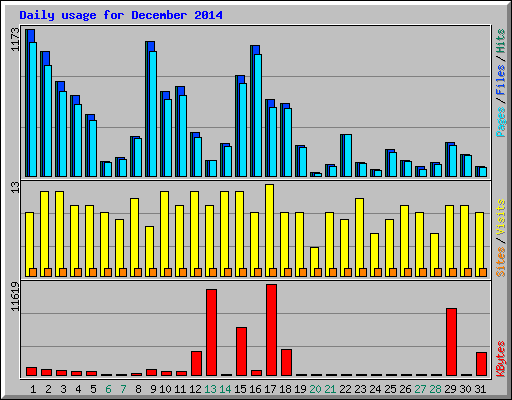 Daily usage for December 2014
1173
Pages / Files / Hits
13
Sites / Visits
11619
KBytes
1 2 3 4 5 6 7 8 9 10 11 12 13 14 15 16 17 18 19 20 21 22 23 24 25 26 27 28 29 30 31